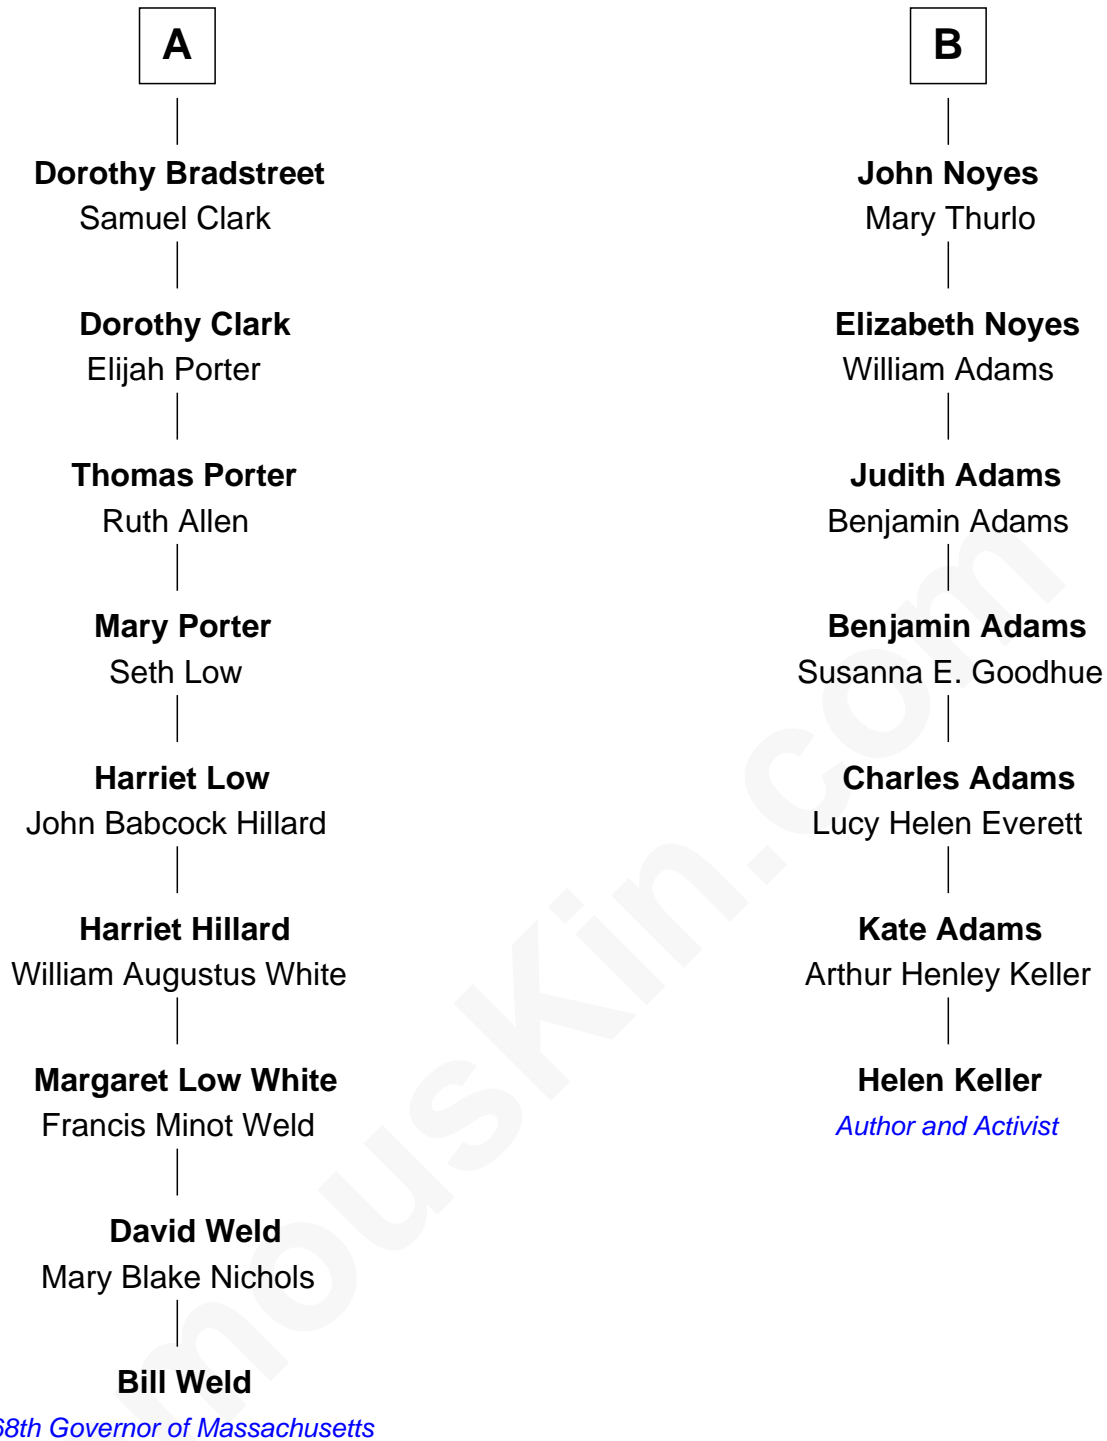 A
Dorothy Bradstreet
Samuel Clark
Dorothy Clark
Elijah Porter
Thomas Porter
Ruth Allen
Mary Porter
Seth Low
Harriet Low
John Babcock Hillard
Harriet Hillard
William Augustus White
Margaret Low White
Francis Minot Weld
David Weld
Mary Blake Nichols
Bill Weld
68th Governor of Massachusetts
B
John Noyes
Mary Thurlo
Elizabeth Noyes
William Adams
Judith Adams
Benjamin Adams
Benjamin Adams
Susanna E. Goodhue
Charles Adams
Lucy Helen Everett
Kate Adams
Arthur Henley Keller
Helen Keller
Author and Activist
mousKin.com